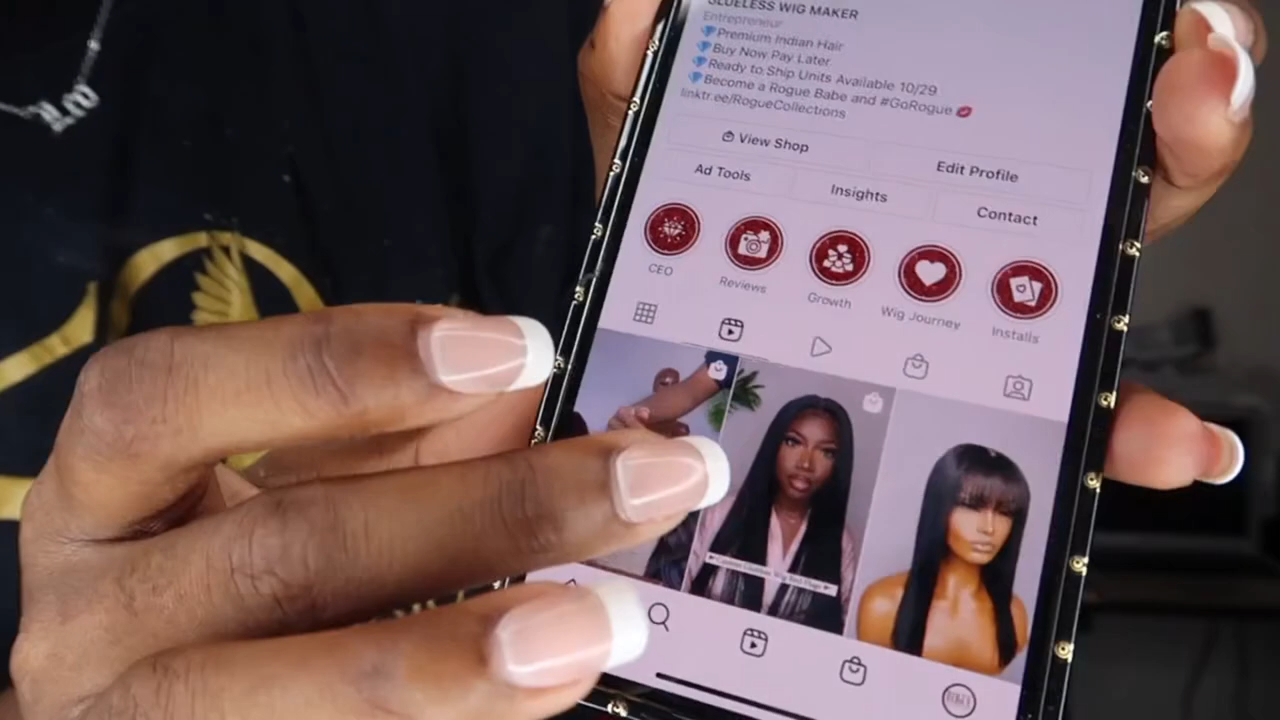 GLUELESS WIG MAKER
Entrepreneur
Premium Indian Hair
Buy Now Pay Later
Ready to Ship Units Available 10/29
Become a Rogue Babe and #GoRogue
linktr.ee/RogueCollections
View Shop
Edit Profile
Ad Tools
Insights
Contact
CEO
Reviews
Growth
Wig Journey
Installs